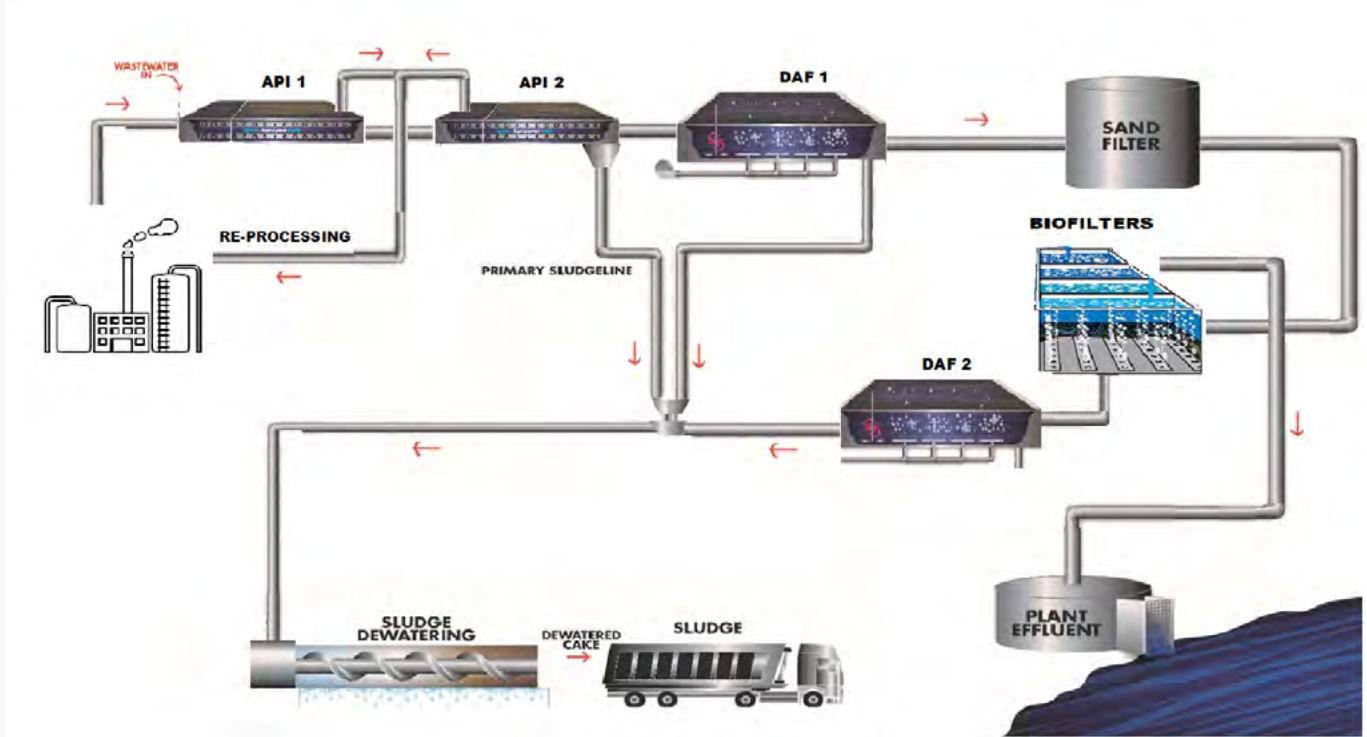 WASTEWATER
IN
API 1
API 2
DAF 1
SAND
FILTER
RE-PROCESSING
BIOFILTERS
PRIMARY SLUDGELINE
DAF 2
PLANT
EFFLUENT
SLUDGE
DEWATERING
DEWATERED
CAKE
SLUDGE